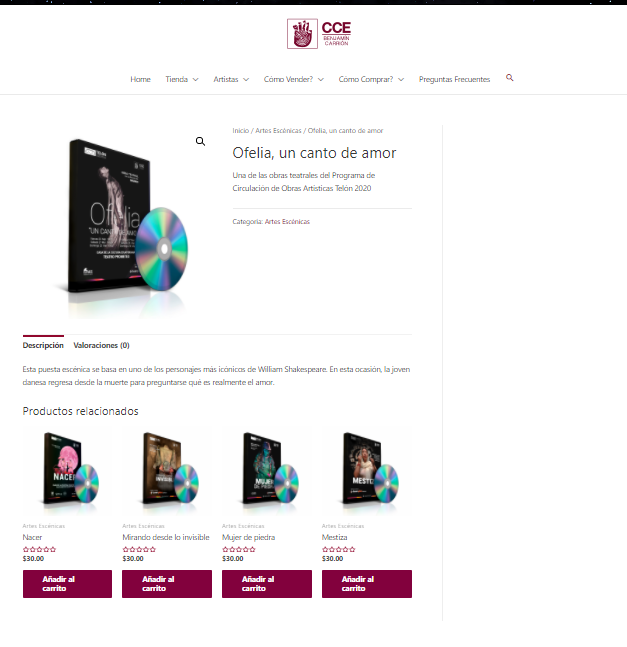 CCE
BENJAMÍN
CARRIÓN
Home Tienda Artistas Cómo Vender? Cómo Comprar? Preguntas Frecuentes
Inicio / Artes Escénicas / Ofelia, un canto de amor
Ofelia, un canto de amor
Una de las obras teatrales del Programa de
Circulación de Obras Artísticas Telón 2020
Categoría: Artes Escénicas
Ofelia
"UN CANTO DE AMOR
Descripción Valoraciones (0)
Esta puesta escénica se basa en uno de los personajes más icónicos de William Shakespeare. En esta ocasión, la joven
danesa regresa desde la muerte para preguntarse qué es realmente el amor.
Productos relacionados
NACER
MUJER
DE PIEDRA
MESTIZA
Artes Escénicas Artes Escénicas Artes Escénicas Artes Escénicas
Nacer Mirando desde lo invisible Mujer de piedra Mestiza
$30.00 $30.00 $30.00 $30.00
Añadir al Añadir al Añadir al Añadir al
carrito carrito carrito carrito